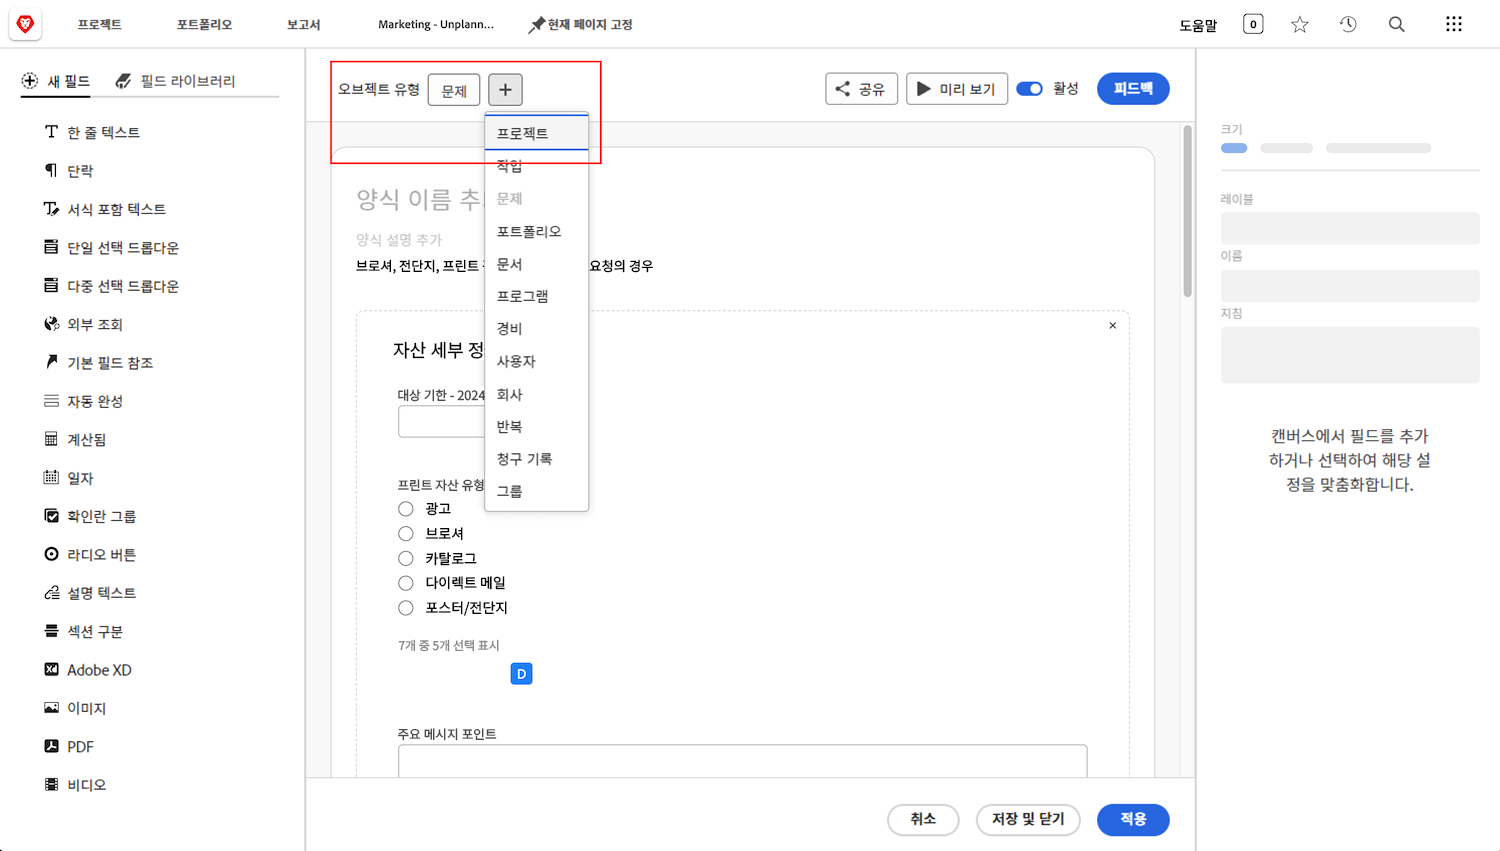 프로젝트
포트폴리오
보고서
Marketing - Unplann...
현재 페이지 고정
도움말
0
새 필드
필드 라이브러리
한 줄 텍스트
단락
서식 포함 텍스트
단일 선택 드롭다운
다중 선택 드롭다운
외부 조회
기본 필드 참조
자동 완성
계산됨
일자
확인란 그룹
라디오 버튼
설명 텍스트
섹션 구분
Adobe XD
이미지
PDF
비디오
오브젝트 유형
문제
+
공유
미리 보기
활성
피드백
프로젝트
작업
문제
포트폴리오
문서
프로그램
경비
사용자
회사
반복
청구 기록
그룹
양식 이름
양식 설명 추가
브로셔, 전단지, 프린트 요청의 경우
자산 세부
대상 기한 - 2024
프린트 자산 유형
광고
브로셔
카탈로그
다이렉트 메일
포스터/전단지
7개 중 5개 선택 표시
D
주요 메시지 포인트
취소
저장 및 닫기
적용
크기
레이블
이름
지침
캔버스에서 필드를 추가
하거나 선택하여 해당 설
정을 맞춤화합니다.